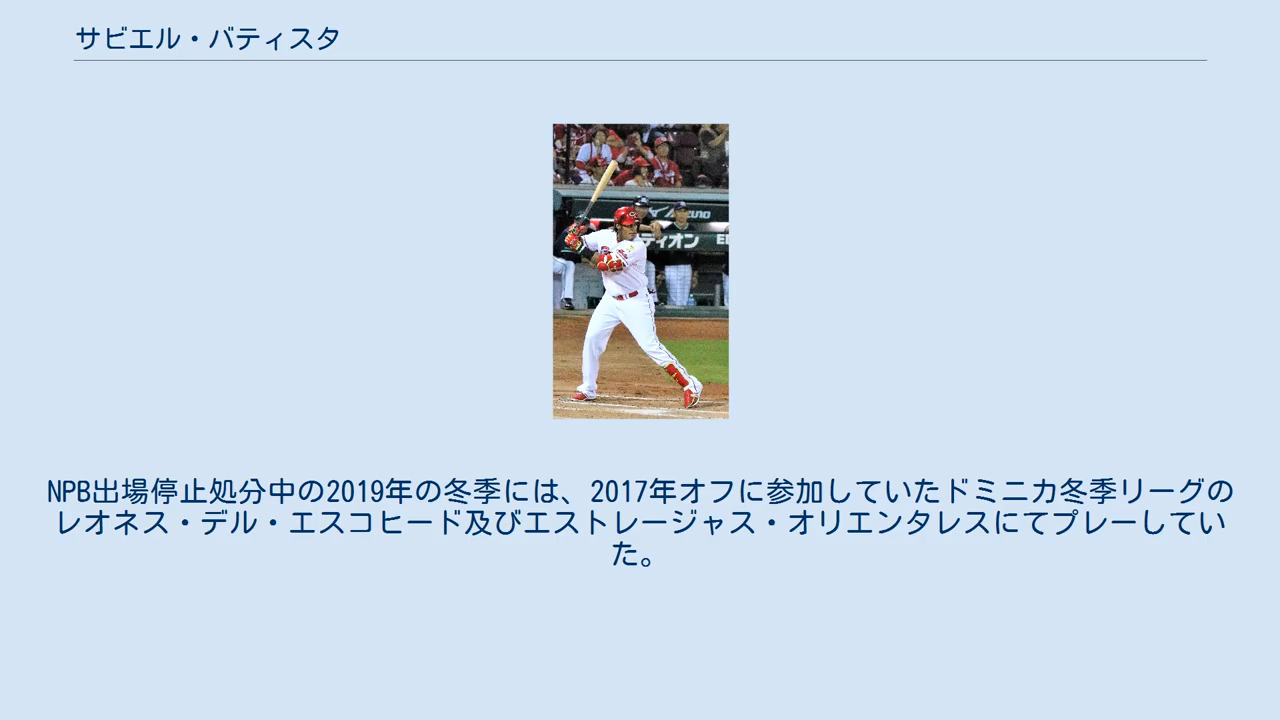 サビエル・バティスタ
ティオン
NPB出場停止処分中の2019年の冬季には、2017年オフに参加していたドミニカ冬季リーグの
レオネス・デル・エスコヒード及びエストレージャス・オリエンタレスにてプレーしてい
た。